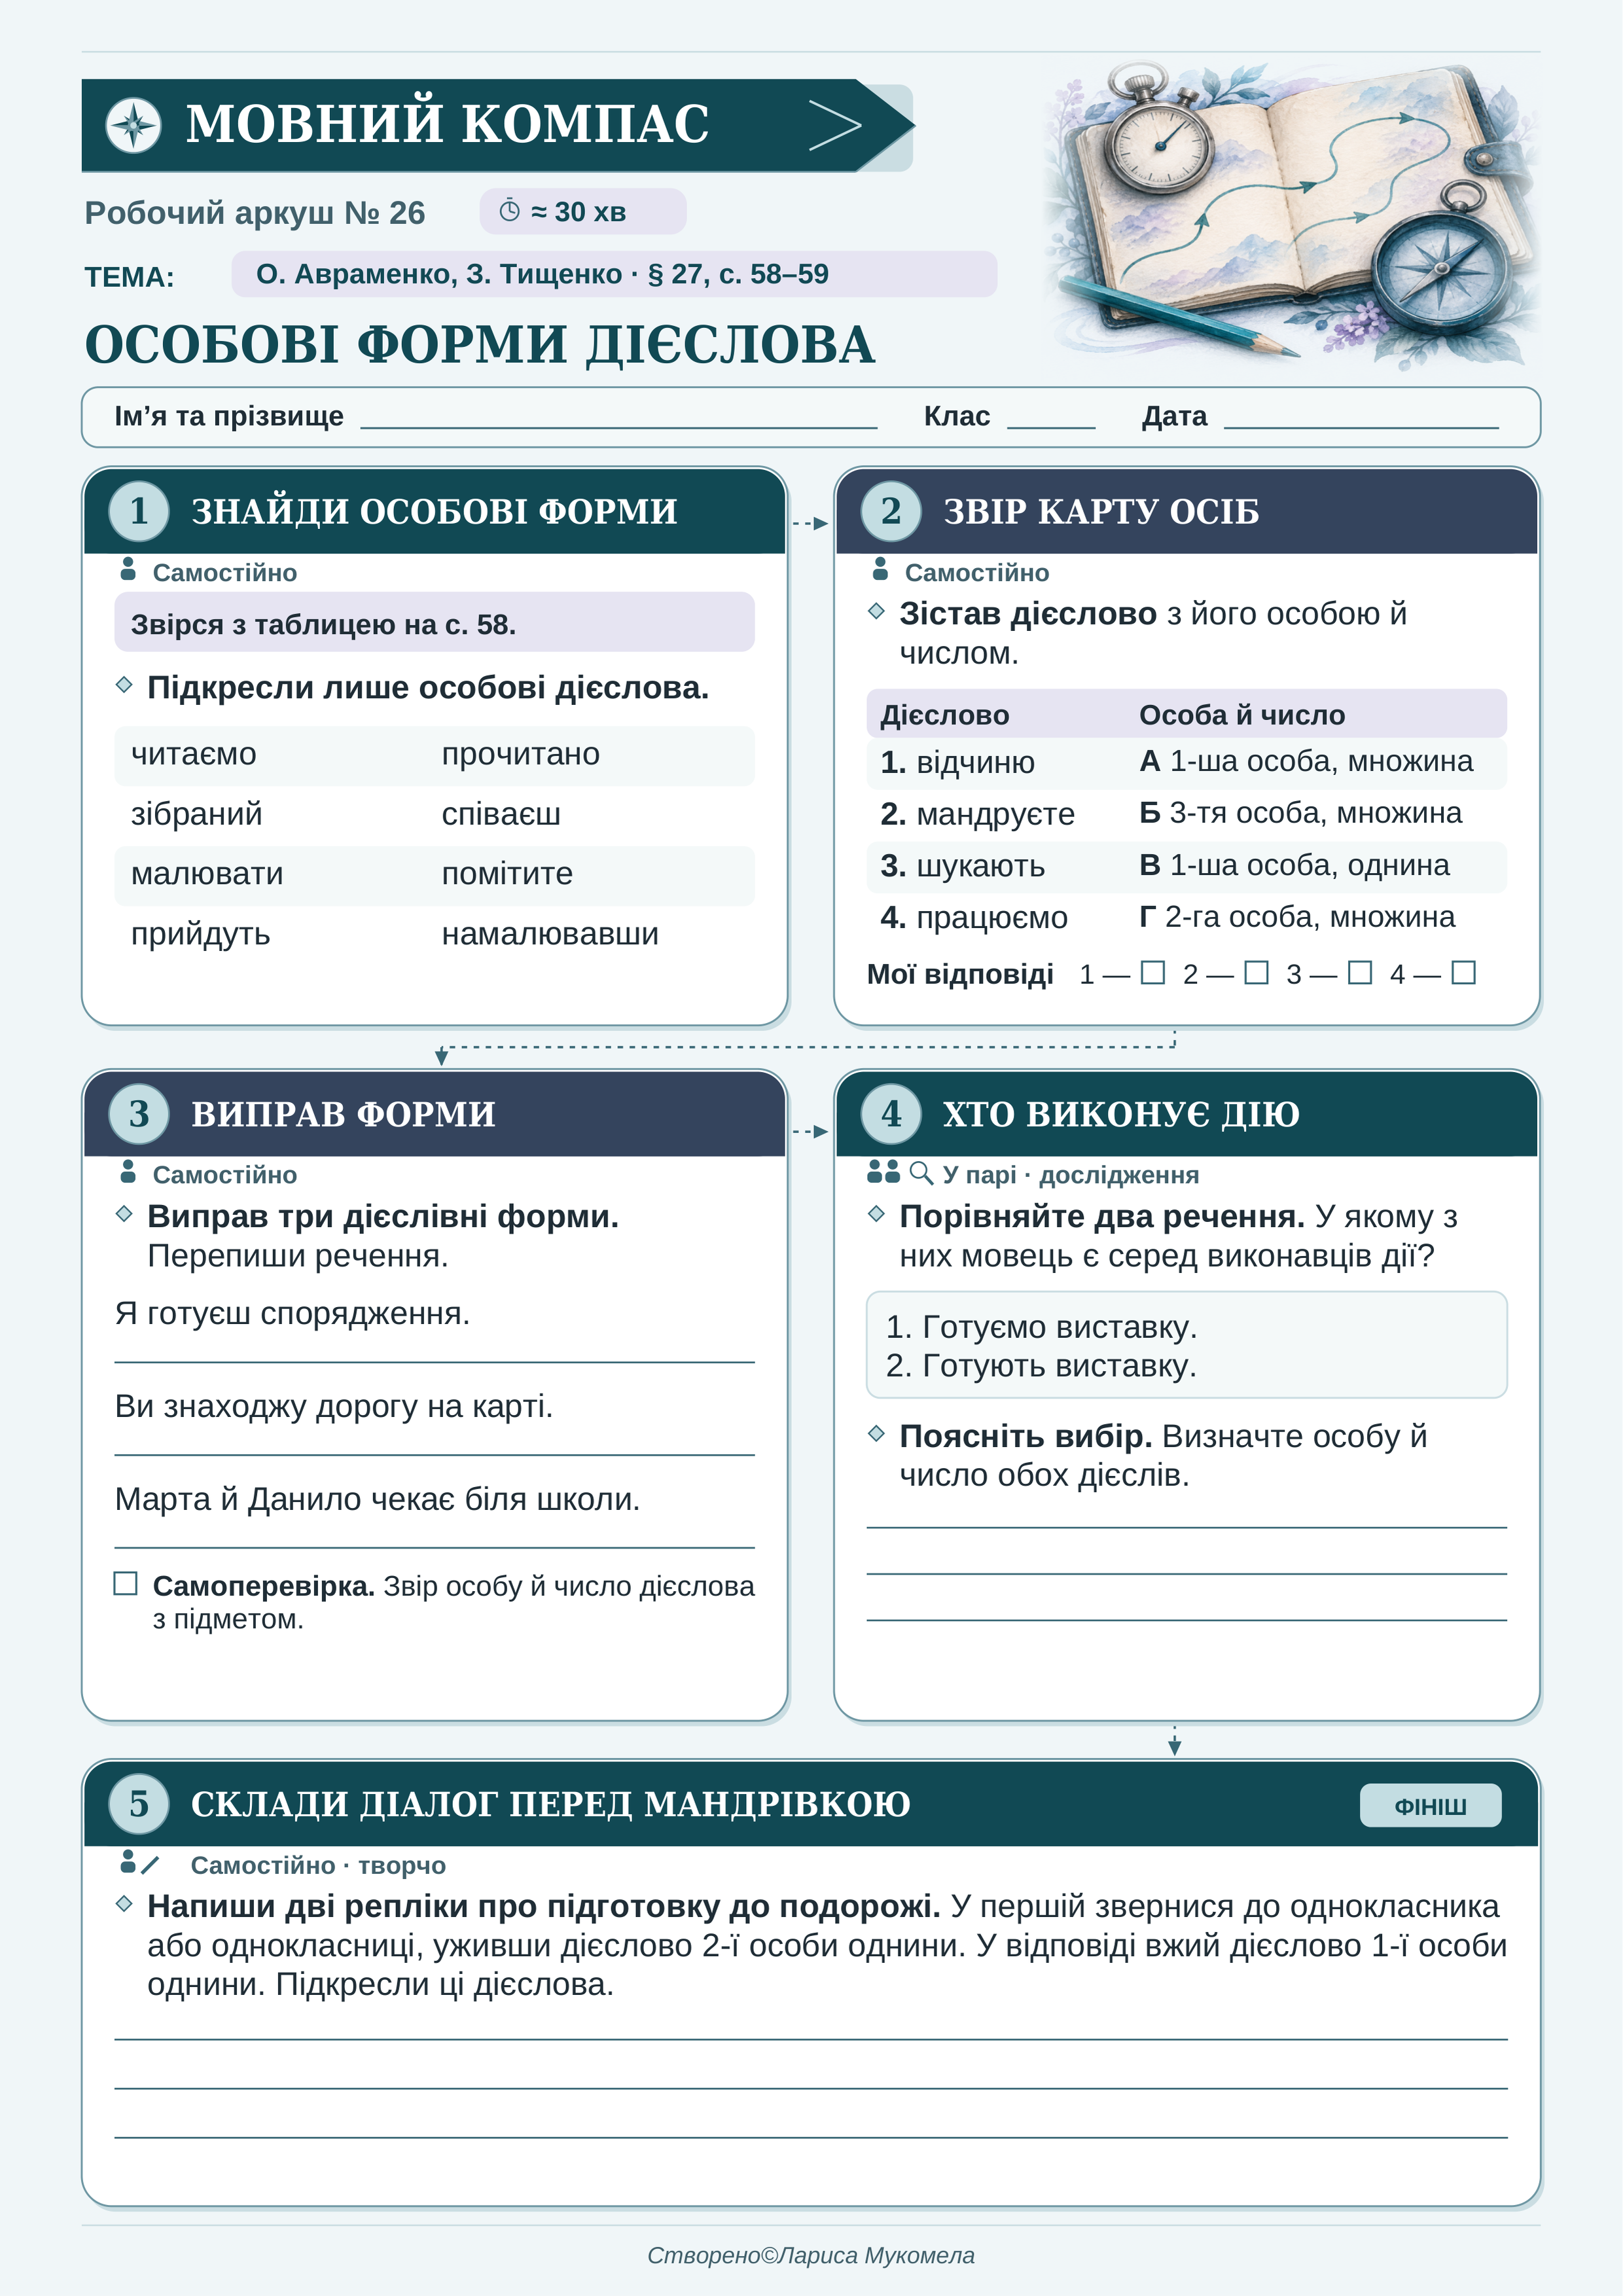 МОВНИЙ КОМПАС
Робочий аркуш № 26
≈ 30 хв
ТЕМА:
О. Авраменко, З. Тищенко · § 27, с. 58–59
ОСОБОВІ ФОРМИ ДІЄСЛОВА
Ім’я та прізвище
Клас
Дата
1 ЗНАЙДИ ОСОБОВІ ФОРМИ
Самостійно
Звірся з таблицею на с. 58.
Підкресли лише особові дієслова.
читаємо прочитано
зібраний співаєш
малювати помітите
прийдуть намалювавши
2 ЗВІР КАРТУ ОСІБ
Самостійно
Зістав дієслово з його особою й
числом.
Дієслово Особа й число
1. відчиню А 1-ша особа, множина
2. мандруєте Б 3-тя особа, множина
3. шукають В 1-ша особа, однина
4. працюємо Г 2-га особа, множина
Мої відповіді 1 — 2 — 3 — 4 —
3 ВИПРАВ ФОРМИ
Самостійно
Виправ три дієслівні форми.
Перепиши речення.
Я готуєш спорядження.
Ви знаходжу дорогу на карті.
Марта й Данило чекає біля школи.
Самоперевірка. Звір особу й число дієслова
з підметом.
4 ХТО ВИКОНУЄ ДІЮ
У парі · дослідження
Порівняйте два речення. У якому з
них мовець є серед виконавців дії?
1. Готуємо виставку.
2. Готують виставку.
Поясніть вибір. Визначте особу й
число обох дієслів.
5 СКЛАДИ ДІАЛОГ ПЕРЕД МАНДРІВКОЮ
ФІНІШ
Самостійно · творчо
Напиши дві репліки про підготовку до подорожі. У першій звернися до однокласника
або однокласниці, уживши дієслово 2-ї особи однини. У відповіді вжий дієслово 1-ї особи
однини. Підкресли ці дієслова.
Створено©Лариса Мукомела